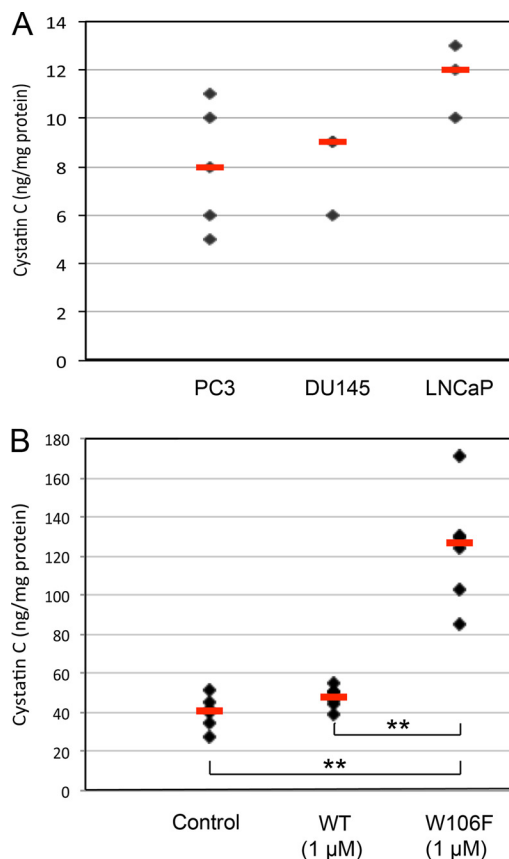 A
Cystatin C (ng/mg protein)
14
12
10
8
6
4
2
0
PC3 DU145 LNCaP
B
Cystatin C (ng/mg protein)
180
160
140
120
100
80
60
40
20
0
**
**
Control WT W106F
(1 µM) (1 µM)